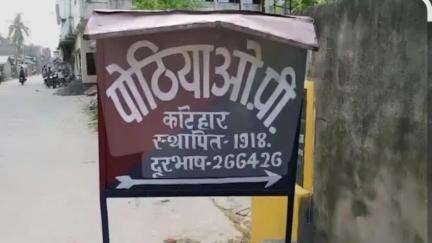 पोठिया ओ.पी.
कटिहार
स्थापित-1918.
दूरभाष-266426